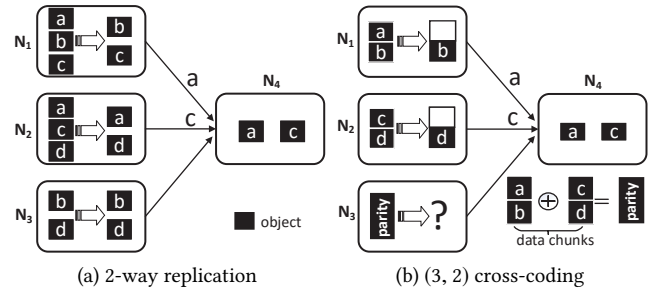 N1
a
b
c
b
c
a
N2
a
c
d
a
d
c
N3
b
d
b
d
N4
a c
object
(a) 2-way replication
N1
a
b
b
a
N2
c
d
d
c
N3
parity
?
N4
a c
a
b
⊕
c
d
=
parity
data chunks
(b) (3, 2) cross-coding